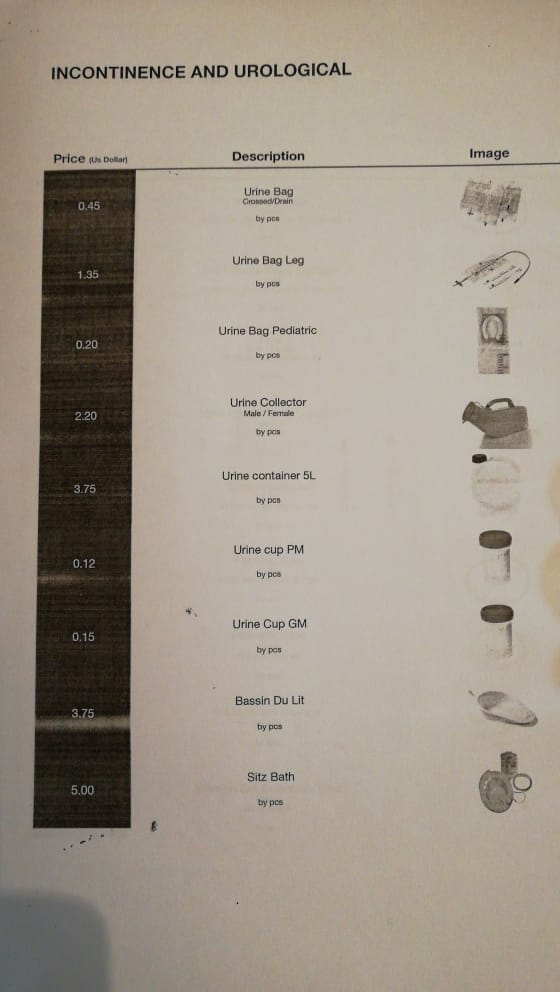 INCONTINENCE AND UROLOGICAL
Price (Us Dollar) Description Image
0.45 Urine Bag
Crossed/Drain
by pcs
1.35 Urine Bag Leg
by pcs
0.20 Urine Bag Pediatric
by pcs
2.20 Urine Collector
Male / Female
by pcs
3.75 Urine container 5L
by pcs
0.12 Urine cup PM
by pcs
0.15 Urine Cup GM
by pcs
3.75 Bassin Du Lit
by pcs
5.00 Sitz Bath
by pcs